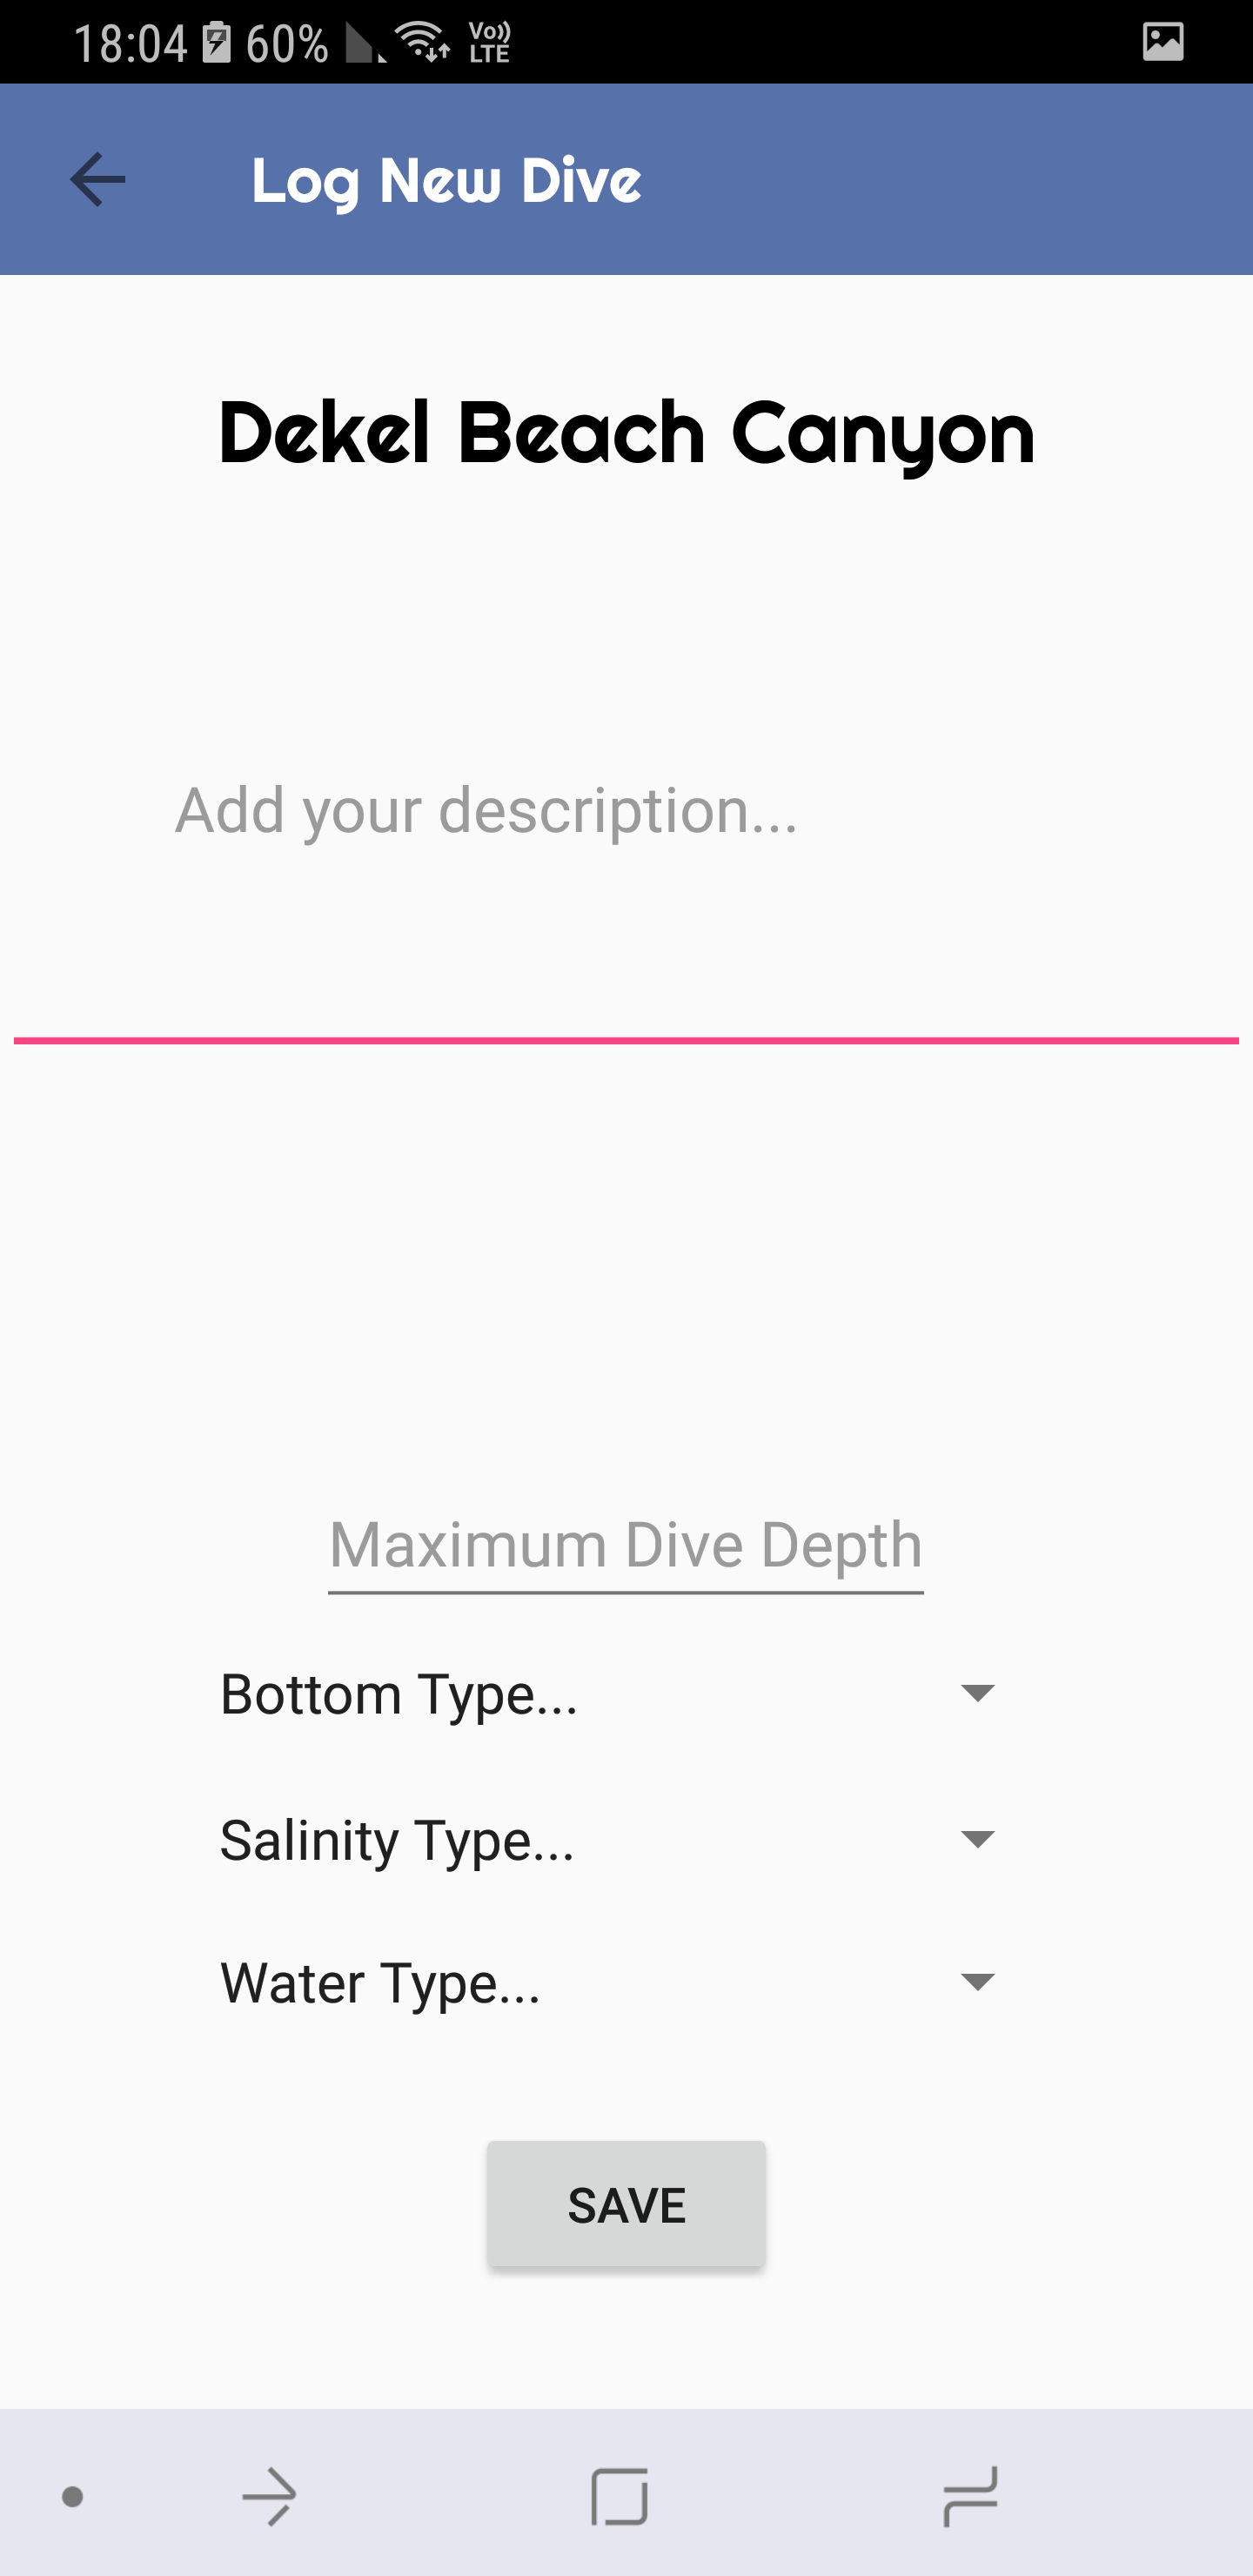 18:04 60% Vo)) LTE
Log New Dive
Dekel Beach Canyon
Add your description...
Maximum Dive Depth
Bottom Type...
Salinity Type...
Water Type...
SAVE